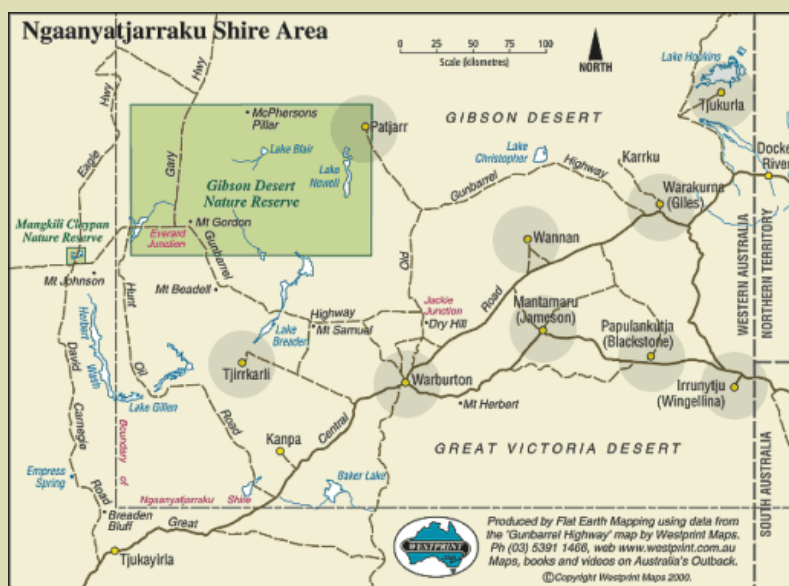 Ngaanyatjarraku Shire Area
0 25 50 75 100
Scale (kilometres)
NORTH
Lake Hopkins
Tjukurla
Hwy
Hwy
McPhersons
Pillar
Patjarr
GIBSON DESERT
Eagle
Gary
Lake Blair
Lake
Newell
Lake
Christopher
Highway
Karrku
Docke
River
Gibson Desert
Nature Reserve
Gunbarrel
Warakurna
(Giles)
Mangkili Claypan
Nature Reserve
Mt Gordon
Everard
Junction
Gunbarrel
Wannan
Old
Mt Johnson
Hunt
Mt Beadell
Highway
Jackie
Junction
Road
Mantamaru
(Jameson)
WESTERN AUSTRALIA
NORTHERN TERRITORY
Herbert
Wash
Lake
Breaden
Mt Samuel
Dry Hill
Papulankutja
(Blackstone)
David
Oil
Tjirrkarli
Warburton
Irrunytju
(Wingellina)
Lake Gillen
Road
Mt Herbert
Carnegie
Boundary of
Kanpa
Central
GREAT VICTORIA DESERT
SOUTH AUSTRALIA
Empress
Spring
Baker Lake
Ngaanyatjarraku Shire
Road
Breaden
Bluff
Great
Tjukayirla
WESTPRINT
Produced by Flat Earth Mapping using data from
the 'Gunbarrel Highway' map by Westprint Maps.
Ph (03) 5391 1466, web www.westprint.com.au
Maps, books and videos on Australia's Outback.
©Copyright Westprint Maps 2000.